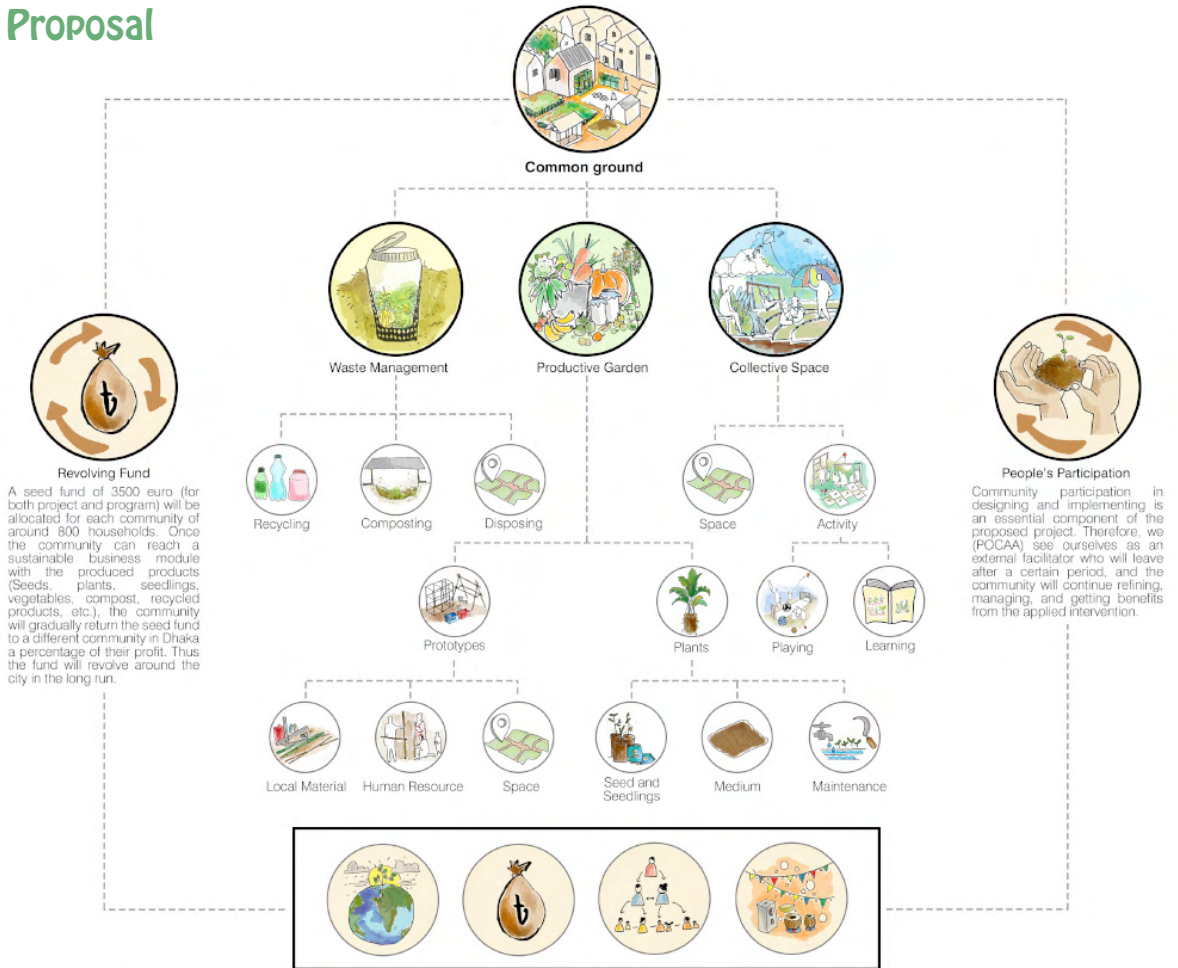 Proposal
Common ground
Waste Management
Productive Garden
Collective Space
Revolving Fund
A seed fund of 3500 euro (for
both project and program) will be
allocated for each community of
around 800 households. Once
the community can reach a
sustainable business module
with the produced products
(Seeds, plants, seedlings,
vegetables, compost, recycled
products, etc.), the community
will gradually return the seed fund
to a different community in Dhaka
a percentage of their profit. Thus
the fund will revolve around the
city in the long run.
People's Participation
Community participation in
designing and implementing is
an essential component of the
proposed project. Therefore, we
(POCAA) see ourselves as an
external facilitator who will leave
after a certain period, and the
community will continue refining,
managing, and getting benefits
from the applied intervention.
Recycling
Composting
Disposing
Space
Activity
Prototypes
Plants
Playing
Learning
Local Material
Human Resource
Space
Seed and
Seedlings
Medium
Maintenance